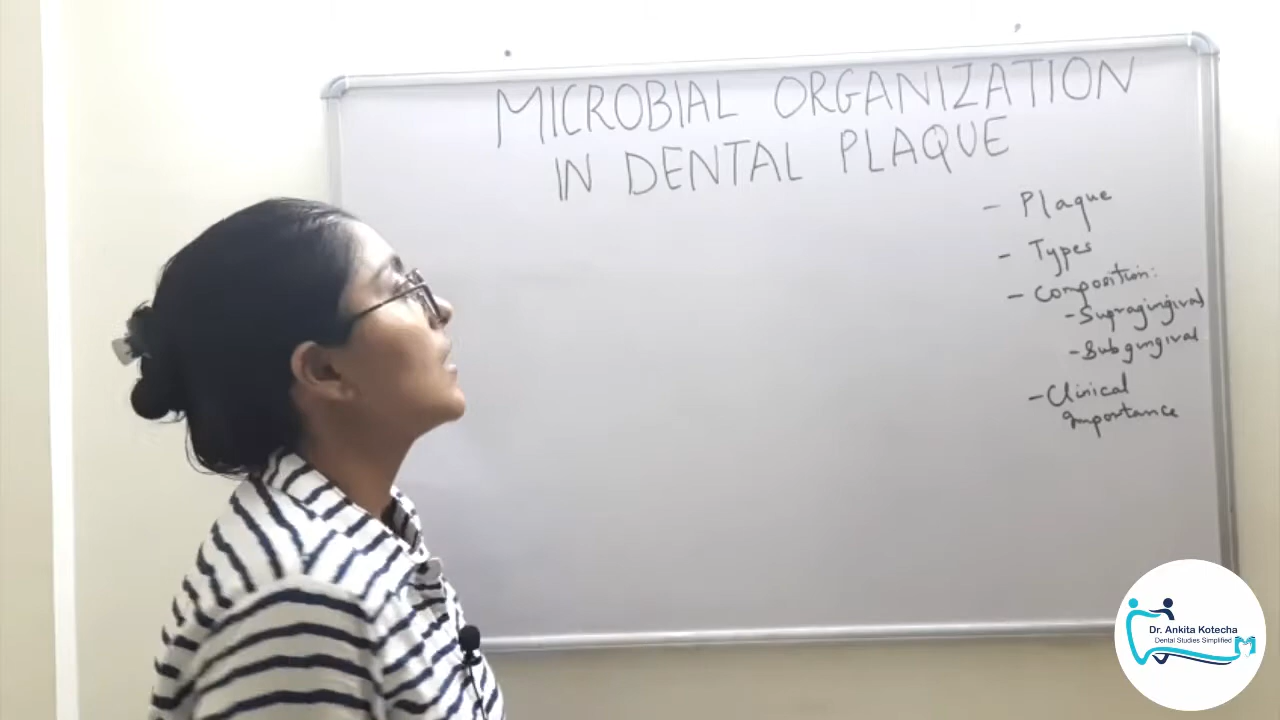 MICROBIAL ORGANIZATION
IN DENTAL PLAQUE
- Plaque
- Types
- Composition:
- Supragingival
- Subgingival
- Clinical
importance
Dr. Ankita Kotecha
Dental Studies Simplified